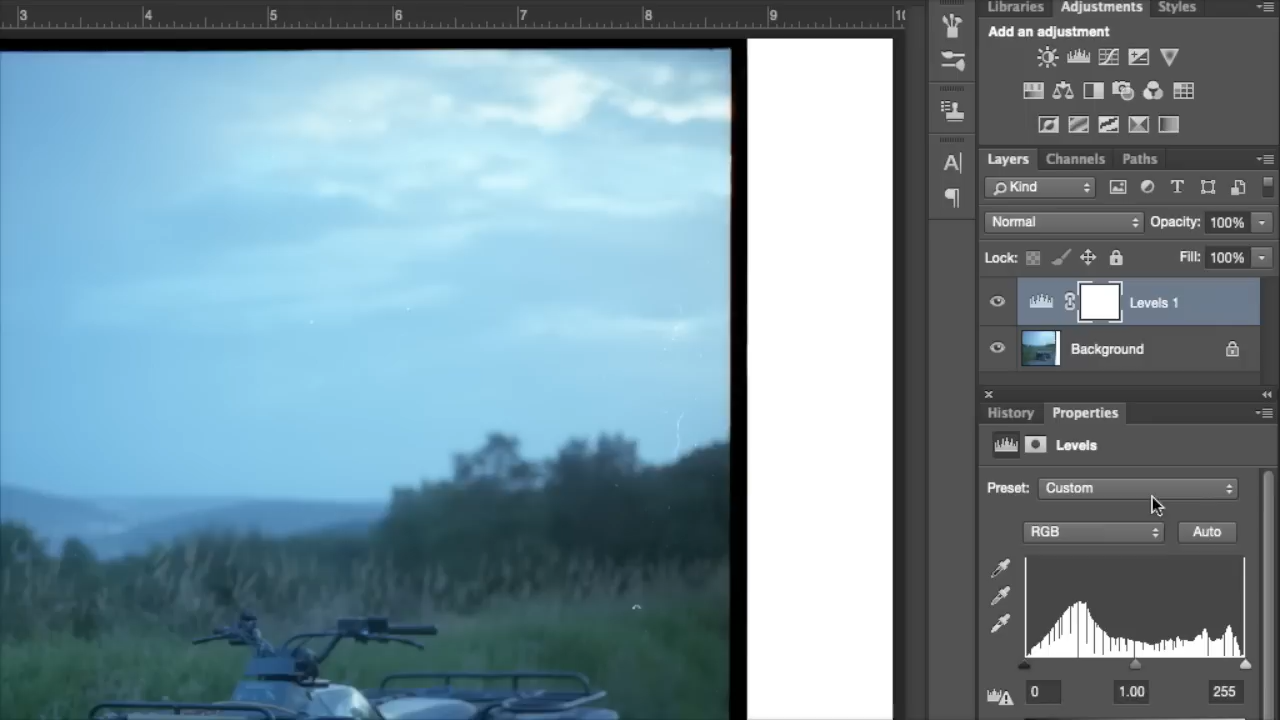 3 4 5 6 7 8 9 10
Libraries Adjustments Styles
Add an adjustment
Layers Channels Paths
Kind
Normal Opacity: 100%
Lock: Fill: 100%
Levels 1
Background
History Properties
Levels
Preset: Custom
RGB Auto
0 1.00 255